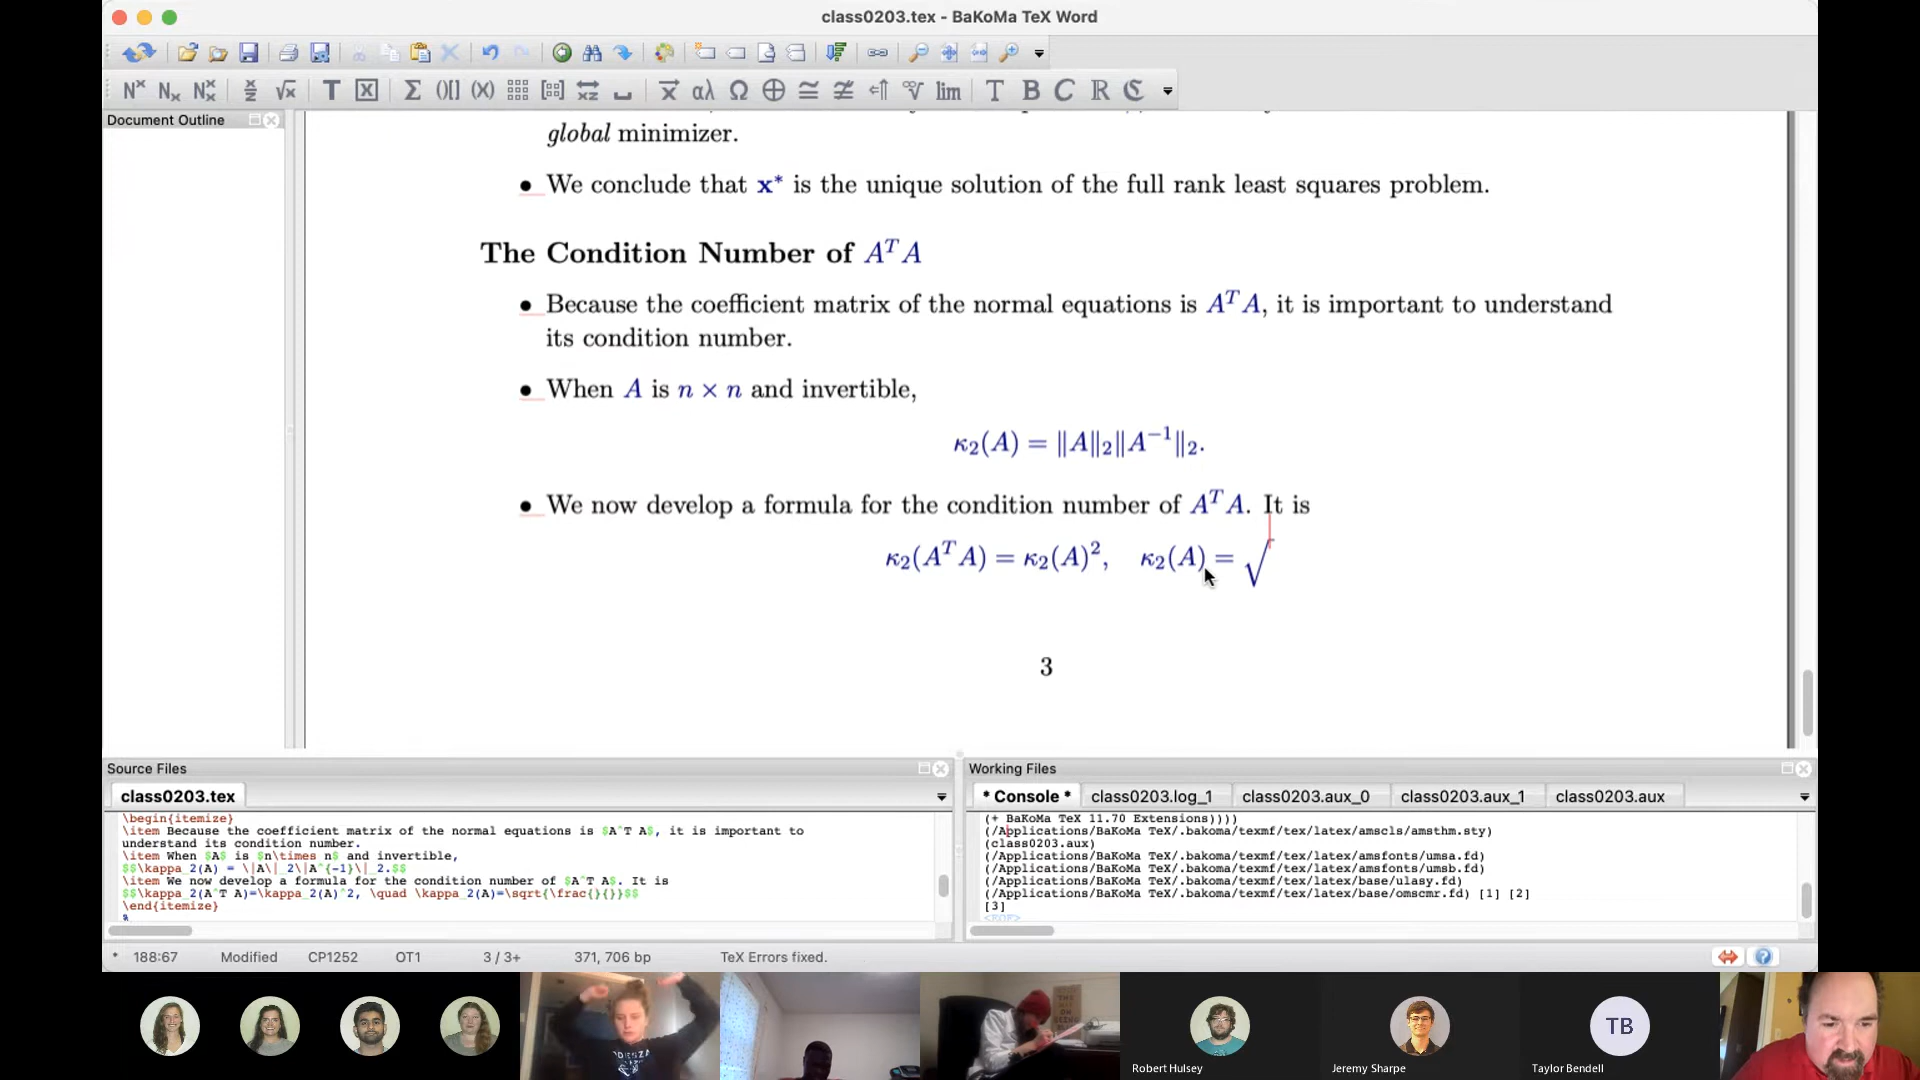 class0203.tex - BaKoMa TeX Word
Document Outline
global minimizer.
• We conclude that x* is the unique solution of the full rank least squares problem.
The Condition Number of A^T A
• Because the coefficient matrix of the normal equations is A^T A, it is important to understand
its condition number.
• When A is n × n and invertible,
κ₂(A) = ‖A‖₂‖A⁻¹‖₂.
• We now develop a formula for the condition number of A^T A. It is
κ₂(A^T A) = κ₂(A)², κ₂(A) = √
3
Source Files
class0203.tex
\begin{itemize}
\item Because the coefficient matrix of the normal equations is $A^T A$, it is important to
understand its condition number.
\item When $A$ is $n\times n$ and invertible,
$$\kappa_2(A) = \|A\|_2\|A^{-1}\|_2.$$
\item We now develop a formula for the condition number of $A^T A$. It is
$$\kappa_2(A^T A)=\kappa_2(A)^2, \quad \kappa_2(A)=\sqrt{\frac{}{}}$$
\end{itemize}
%
Working Files
* Console * class0203.log_1 class0203.aux_0 class0203.aux_1 class0203.aux
(+ BaKoMa TeX 11.70 Extensions))))
(/Applications/BaKoMa TeX/.bakoma/texmf/tex/latex/amscls/amsthm.sty)
(class0203.aux)
(/Applications/BaKoMa TeX/.bakoma/texmf/tex/latex/amsfonts/umsa.fd)
(/Applications/BaKoMa TeX/.bakoma/texmf/tex/latex/amsfonts/umsb.fd)
(/Applications/BaKoMa TeX/.bakoma/texmf/tex/latex/base/ulasy.fd)
(/Applications/BaKoMa TeX/.bakoma/texmf/tex/latex/base/omscmr.fd) [1] [2]
[3]
<EOF>
* 188:67 Modified CP1252 OT1 3 / 3+ 371, 706 bp TeX Errors fixed.
TB
Robert Hulsey Jeremy Sharpe Taylor Bendell